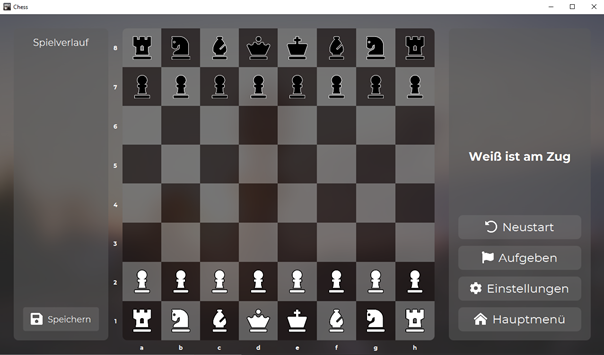 Chess
Spielverlauf
8
7
6
5
4
3
2
1
a b c d e f g h
Speichern
Weiß ist am Zug
Neustart
Aufgeben
Einstellungen
Hauptmenü